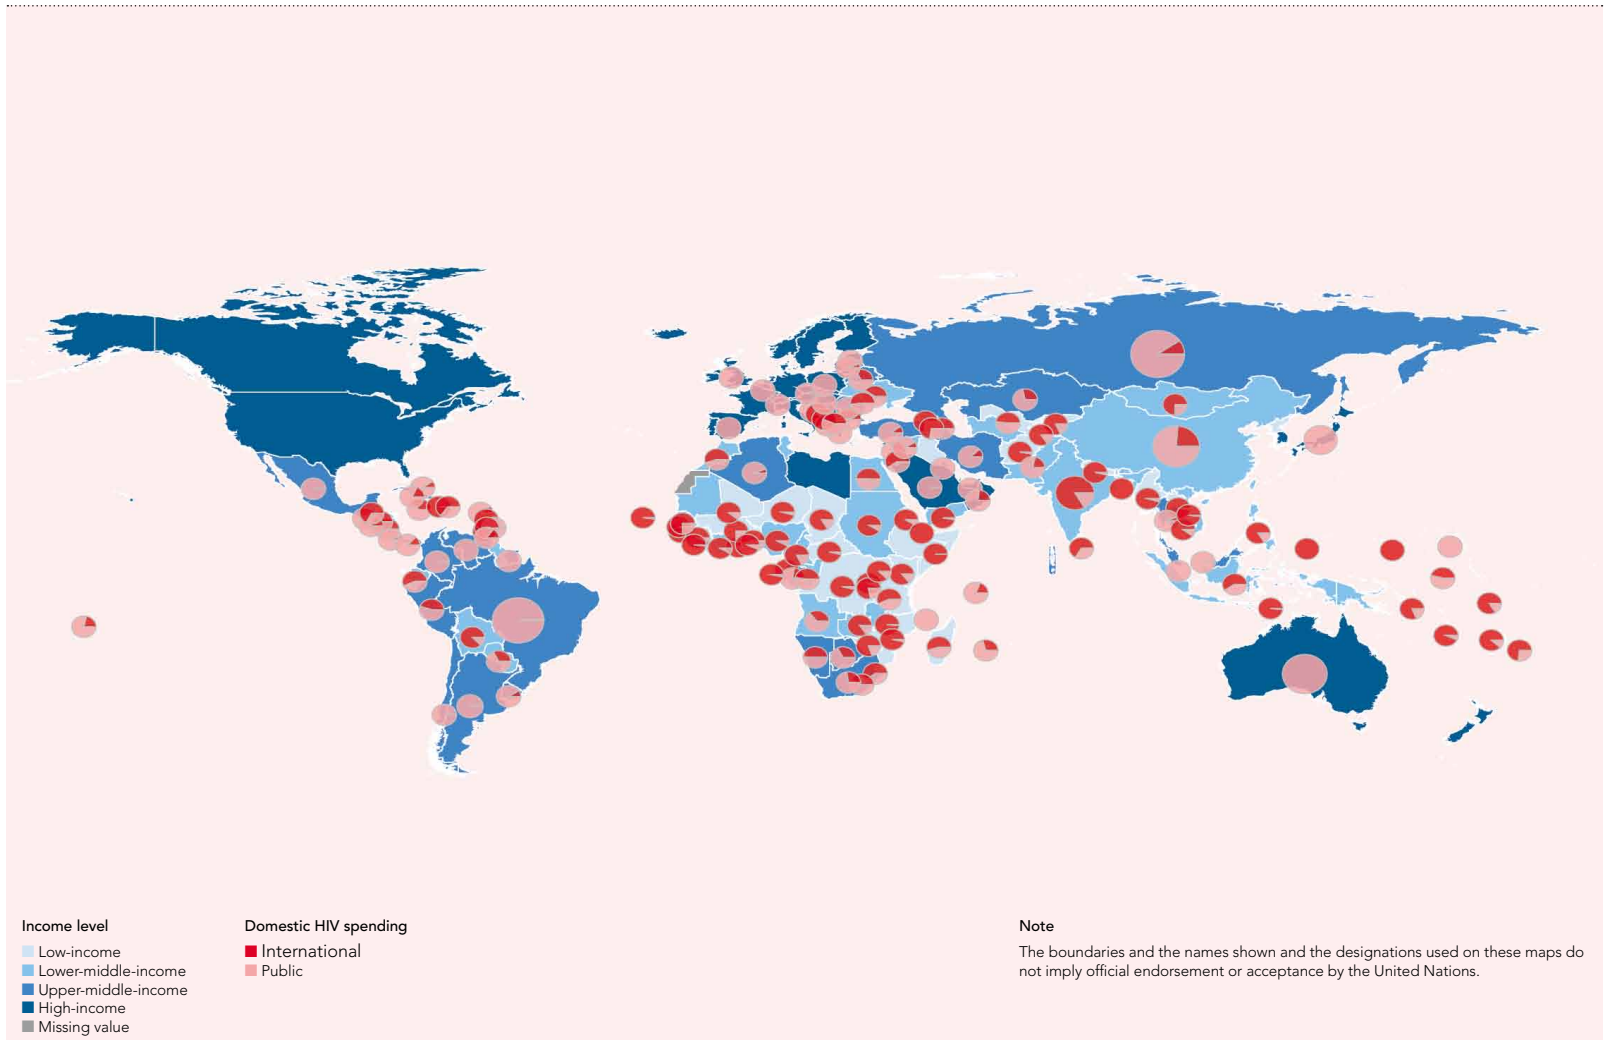 Income level
Low-income
Lower-middle-income
Upper-middle-income
High-income
Missing value
Domestic HIV spending
International
Public
Note
The boundaries and the names shown and the designations used on these maps do
not imply official endorsement or acceptance by the United Nations.